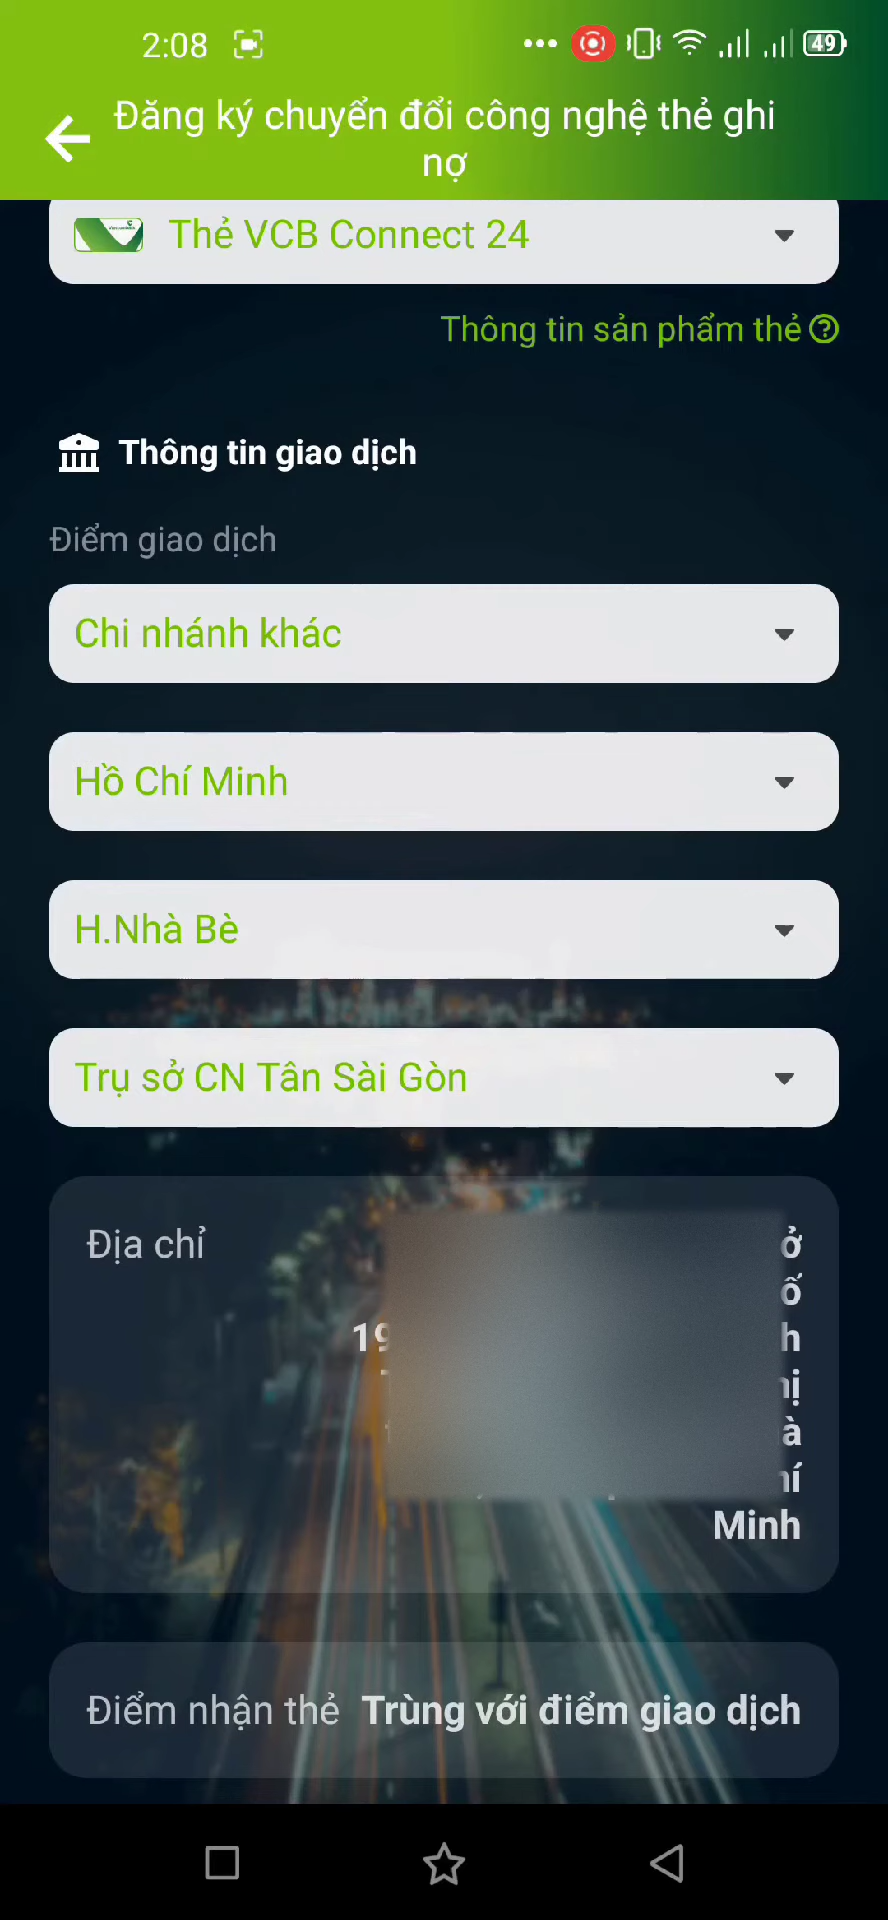 2:08
49
Đăng ký chuyển đổi công nghệ thẻ ghi
nợ
Thẻ VCB Connect 24
Thông tin sản phẩm thẻ
Thông tin giao dịch
Điểm giao dịch
Chi nhánh khác
Hồ Chí Minh
H.Nhà Bè
Trụ sở CN Tân Sài Gòn
Địa chỉ
Minh
Điểm nhận thẻ Trùng với điểm giao dịch